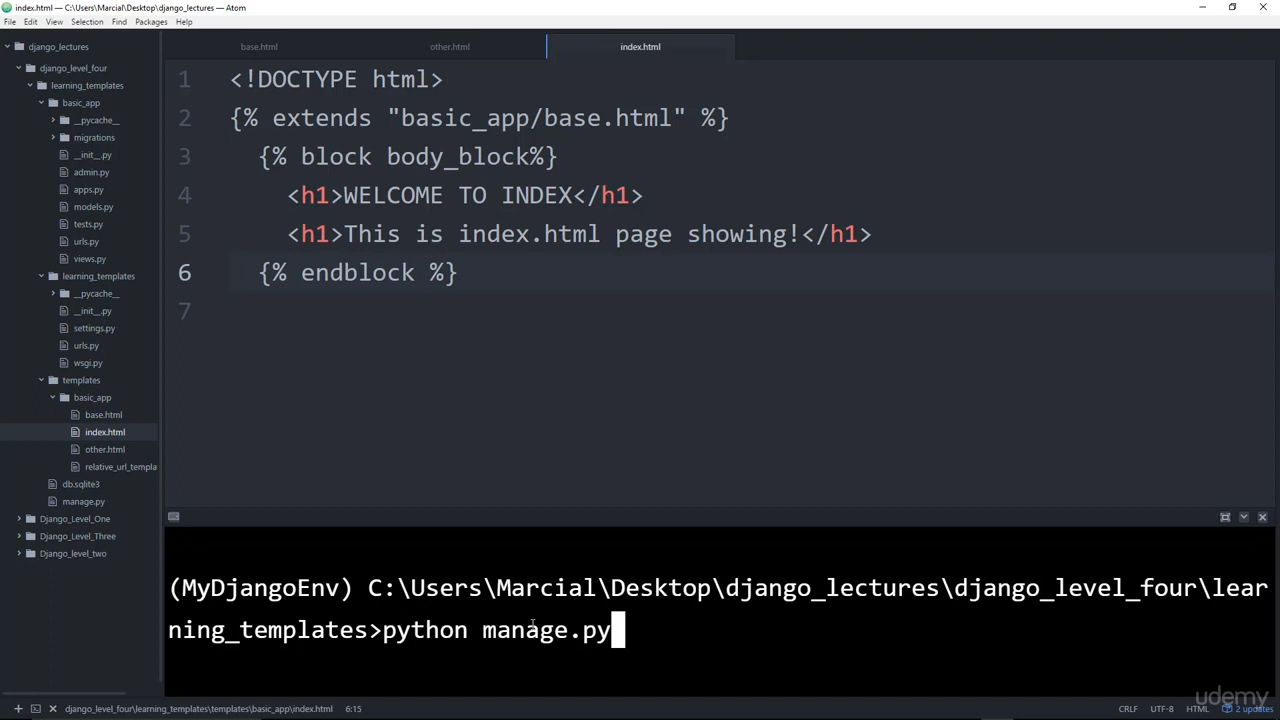 index.html — C:\Users\Marcial\Desktop\django_lectures — Atom
File Edit View Selection Find Packages Help
django_lectures
django_level_four
learning_templates
basic_app
__pycache__
migrations
__init__.py
admin.py
apps.py
models.py
tests.py
urls.py
views.py
learning_templates
__pycache__
__init__.py
settings.py
urls.py
wsgi.py
templates
basic_app
base.html
index.html
other.html
relative_url_templa
db.sqlite3
manage.py
Django_Level_One
Django_Level_Three
Django_level_two
base.html other.html index.html
1 <!DOCTYPE html>
2 {% extends "basic_app/base.html" %}
3 {% block body_block%}
4 <h1>WELCOME TO INDEX</h1>
5 <h1>This is index.html page showing!</h1>
6 {% endblock %}
7
(MyDjangoEnv) C:\Users\Marcial\Desktop\django_lectures\django_level_four\lear
ning_templates>python manage.py
udemy
django_level_four\learning_templates\templates\basic_app\index.html 6:15 CRLF UTF-8 HTML 2 updates